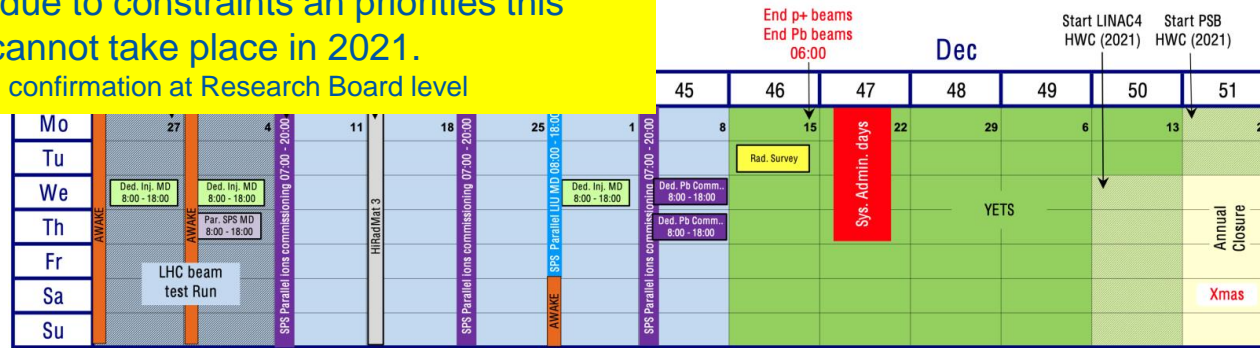 due to constraints an priorities this
cannot take place in 2021.
confirmation at Research Board level
End p+ beams
End Pb beams
06:00
Dec
Start LINAC4
HWC (2021)
Start PSB
HWC (2021)
45 46 47 48 49 50 51
Mo 27 4 11 18 25 1 8 15 22 29 6 13
Tu
We
Th
Fr
Sa
Su
AWAKE
Ded. Inj. MD
8:00 - 18:00
AWAKE
Ded. Inj. MD
8:00 - 18:00
Par. SPS MD
8:00 - 18:00
LHC beam
test Run
SPS Parallel ions commissioning 07:00 - 20:00
HiRadMat 3
SPS Parallel ions commissioning 07:00 - 20:00
SPS Parallel LIU MD 08:00 - 18:00
AWAKE
Ded. Inj. MD
8:00 - 18:00
SPS Parallel ions commissioning 07:00 - 20:00
Ded. Pb Comm..
8:00 - 18:00
Ded. Pb Comm..
8:00 - 18:00
Rad. Survey
Sys. Admin. days
YETS
Annual
Closure
Xmas